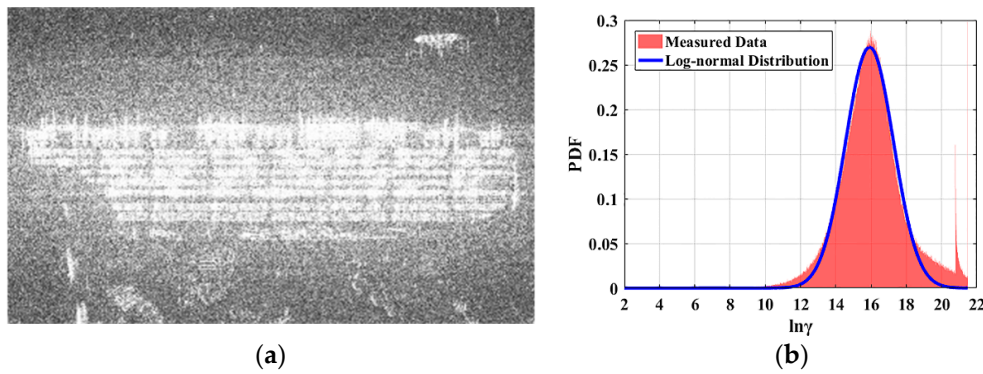 0.3
0.25
0.2
0.15
0.1
0.05
0
PDF
Measured Data
Log-normal Distribution
2 4 6 8 10 12 14 16 18 20 22
lnγ
(a)
(b)